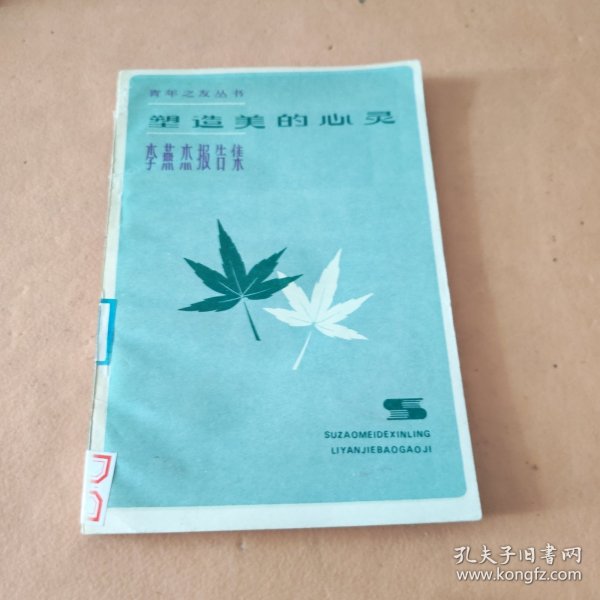 青年之友丛书
塑造美的心灵
李燕杰报告集
SUZAOMEIDEXINLING
LIYANJIEBAOGAOJI
孔夫子旧书网
www.kongfz.com